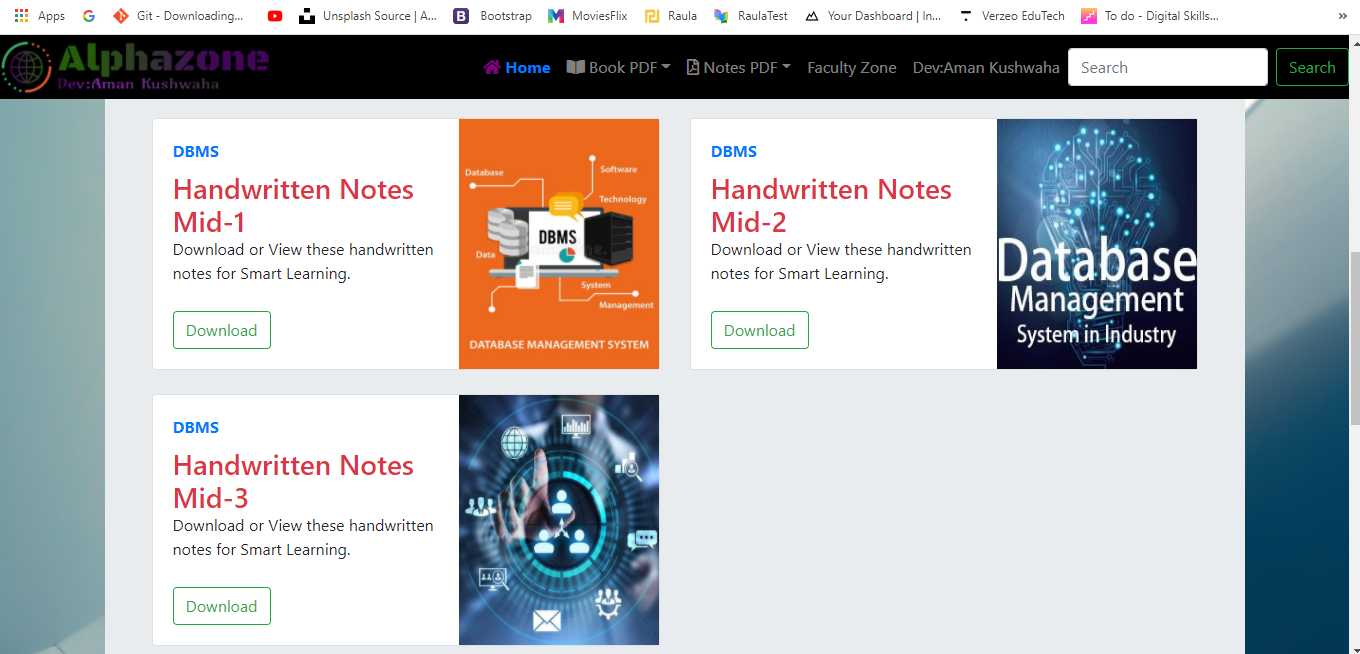 Apps Git - Downloading... Unsplash Source | A... Bootstrap MoviesFlix Raula RaulaTest Your Dashboard | In... Verzeo EduTech To do - Digital Skills... »
Alphazone
Dev:Aman Kushwaha
Home Book PDF Notes PDF Faculty Zone Dev:Aman Kushwaha Search Search
DBMS
Handwritten Notes
Mid-1
Download or View these handwritten
notes for Smart Learning.
Download
Database
Software
Technology
DBMS
Data
System
Management
DATABASE MANAGEMENT SYSTEM
DBMS
Handwritten Notes
Mid-2
Download or View these handwritten
notes for Smart Learning.
Download
Database
Management
System in Industry
DBMS
Handwritten Notes
Mid-3
Download or View these handwritten
notes for Smart Learning.
Download